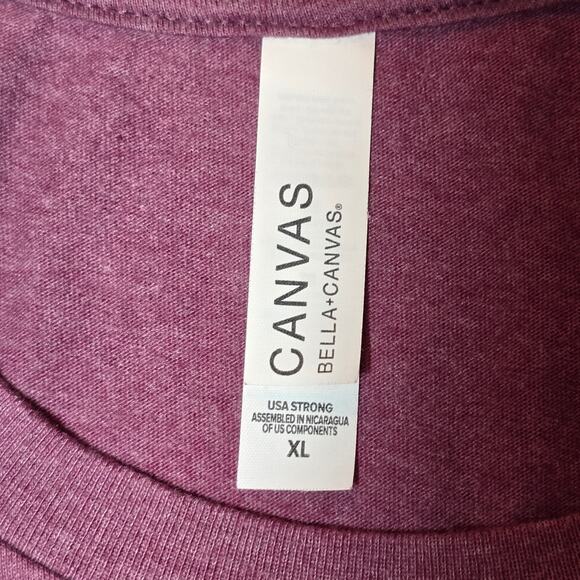 CANVAS
BELLA+CANVAS®
USA STRONG
ASSEMBLED IN NICARAGUA
OF US COMPONENTS
XL